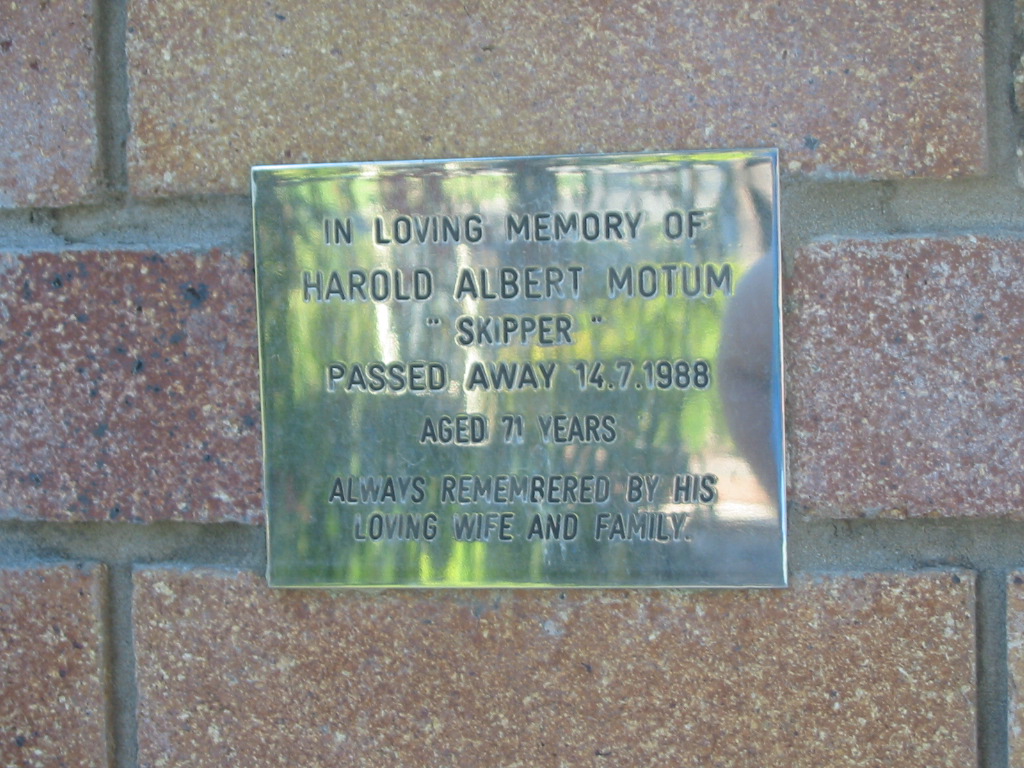 IN LOVING MEMORY OF
HAROLD ALBERT MOTUM
" SKIPPER "
PASSED AWAY 14.7.1988
AGED 71 YEARS
ALWAYS REMEMBERED BY HIS
LOVING WIFE AND FAMILY.